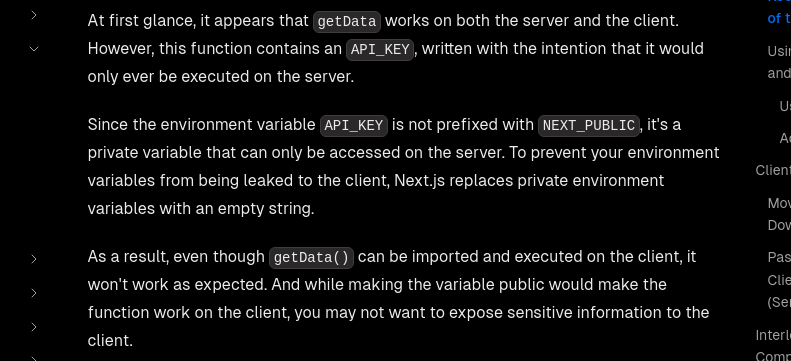 At first glance, it appears that getData works on both the server and the client.
However, this function contains an API_KEY, written with the intention that it would
only ever be executed on the server.
Since the environment variable API_KEY is not prefixed with NEXT_PUBLIC, it's a
private variable that can only be accessed on the server. To prevent your environment
variables from being leaked to the client, Next.js replaces private environment
variables with an empty string.
As a result, even though getData() can be imported and executed on the client, it
won't work as expected. And while making the variable public would make the
function work on the client, you may not want to expose sensitive information to the
client.
of t
Usin
and
Us
Ac
Client
Mov
Dow
Pas
Clie
(Ser
Interle
Comp